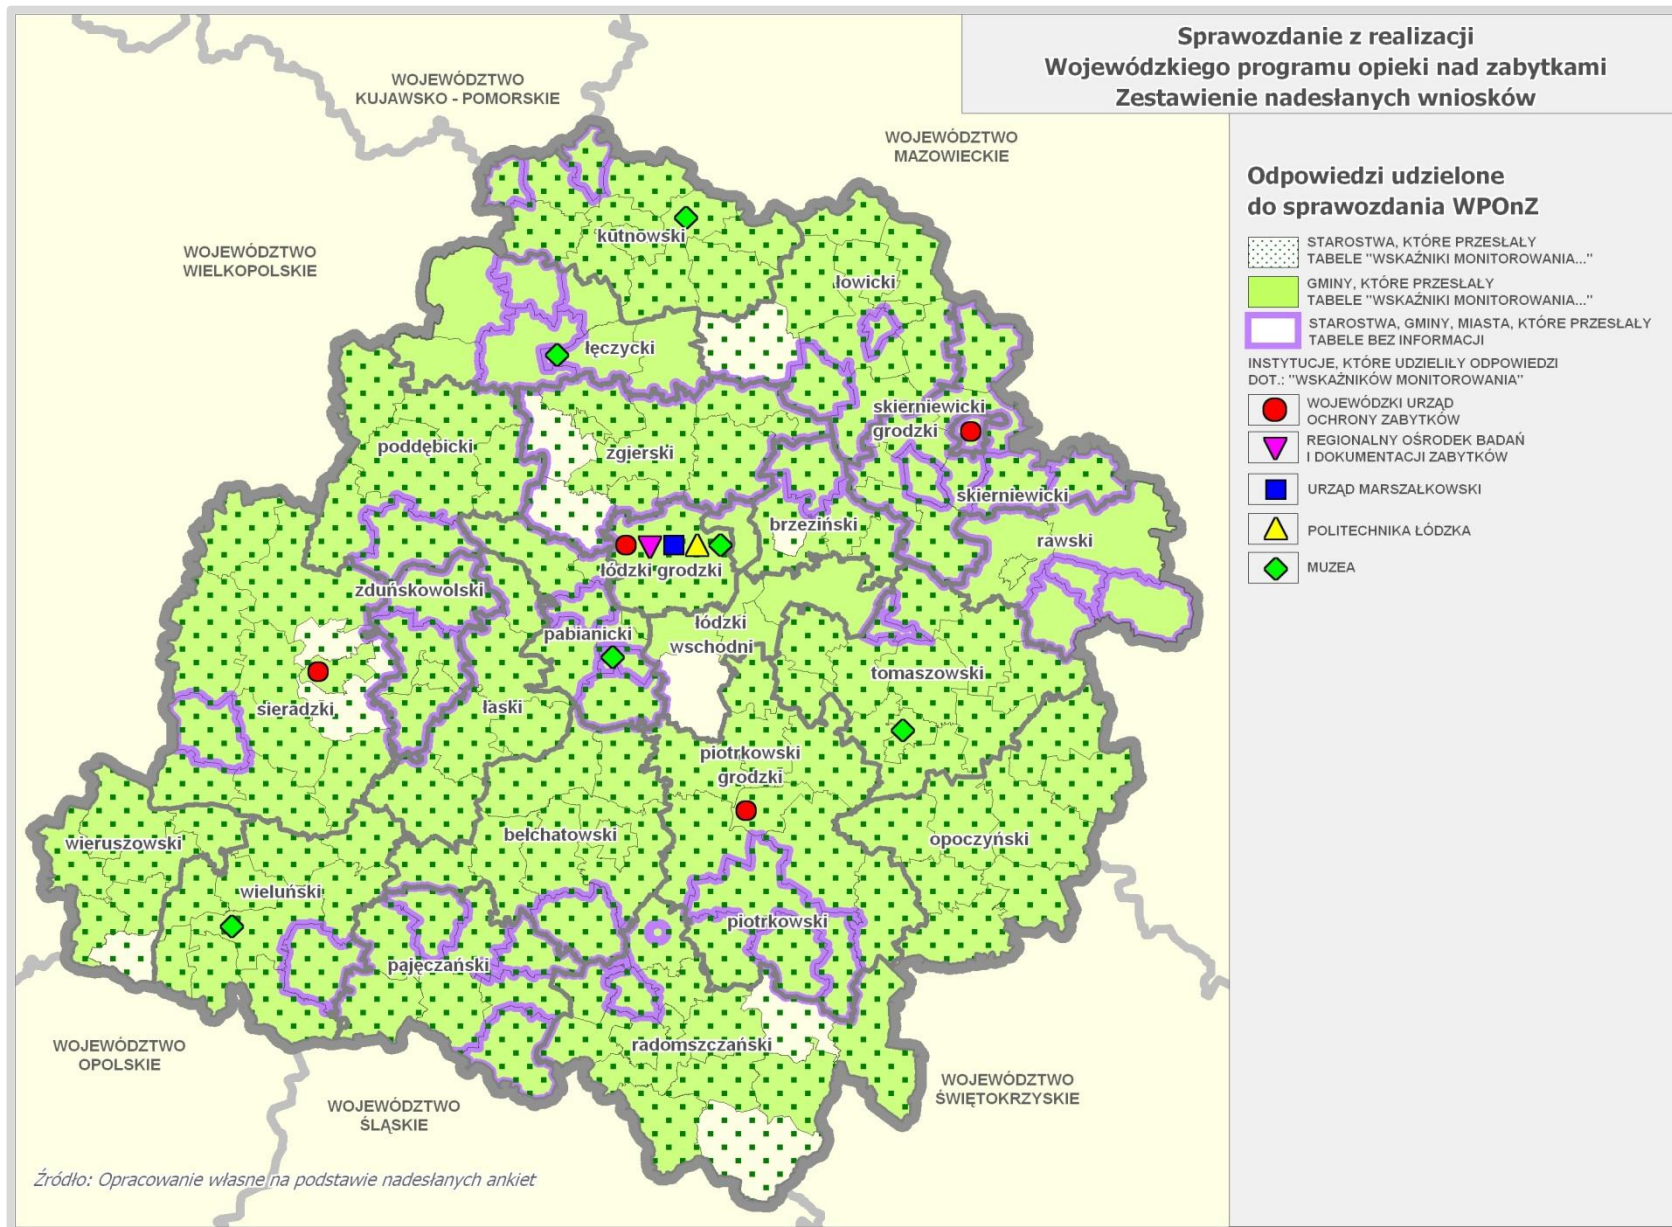 Sprawozdanie z realizacji
Wojewódzkiego programu opieki nad zabytkami
Zestawienie nadesłanych wniosków
WOJEWÓDZTWO
KUJAWSKO - POMORSKIE
WOJEWÓDZTWO
MAZOWIECKIE
WOJEWÓDZTWO
WIELKOPOLSKIE
Odpowiedzi udzielone
do sprawozdania WPOnZ
STAROSTWA, KTÓRE PRZESŁAŁY
TABELE "WSKAŹNIKI MONITOROWANIA..."
GMINY, KTÓRE PRZESŁAŁY
TABELE "WSKAŹNIKI MONITOROWANIA..."
STAROSTWA, GMINY, MIASTA, KTÓRE PRZESŁAŁY
TABELE BEZ INFORMACJI
INSTYTUCJE, KTÓRE UDZIELIŁY ODPOWIEDZI
DOT.: "WSKAŹNIKÓW MONITOROWANIA"
WOJEWÓDZKI URZĄD
OCHRONY ZABYTKÓW
REGIONALNY OŚRODEK BADAŃ
I DOKUMENTACJI ZABYTKÓW
URZĄD MARSZAŁKOWSKI
POLITECHNIKA ŁÓDZKA
MUZEA
kutnowski
łowicki
łęczycki
skierniewicki
grodzki
poddębicki
zgierski
skierniewicki
brzeziński
rawski
łódzki grodzki
zduńskowolski
pabianicki
łódzki
wschodni
tomaszowski
sieradzki
łaski
piotrkowski
grodzki
bełchatowski
opoczyński
wieruszowski
wieluński
piotrkowski
pajęczański
radomszczański
WOJEWÓDZTWO
OPOLSKIE
WOJEWÓDZTWO
ŚLĄSKIE
WOJEWÓDZTWO
ŚWIĘTOKRZYSKIE
Źródło: Opracowanie własne na podstawie nadesłanych ankiet